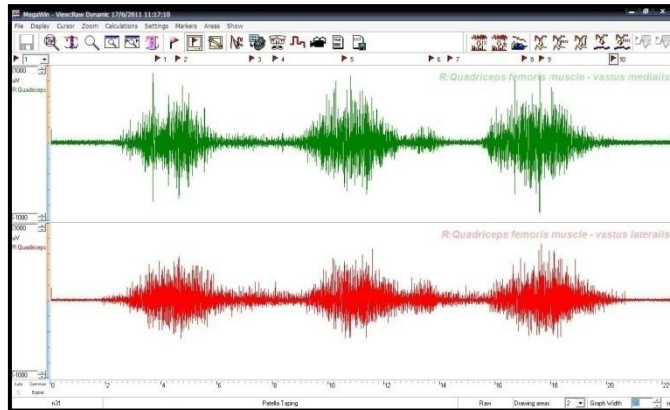 MegaWin - View:Raw Dynamic 17/6/2011 11:17:10
File Display Cursor Zoom Calculations Settings Markers Areas Show
1 1 2 3 4 5 6 7 8 9 10
1000
uV
R:Quadriceps
R:Quadriceps femoris muscle - vastus medialis
-1000
1000
uV
R:Quadriceps
R:Quadriceps femoris muscle - vastus lateralis
-1000
0 2 4 6 8 10 12 14 16 18 20 22
n31 Patella Taping Raw Drawing areas 2 Graph Width